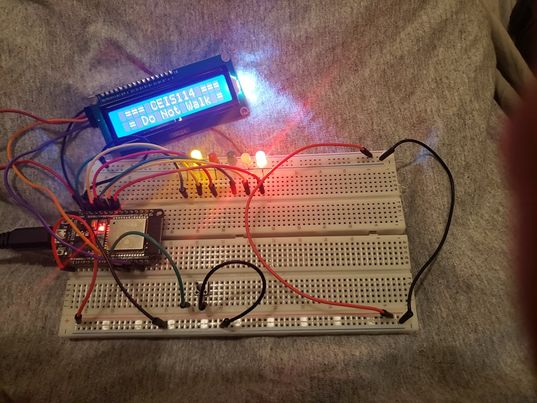 === CEIS114 ===
= Do Not Walk =